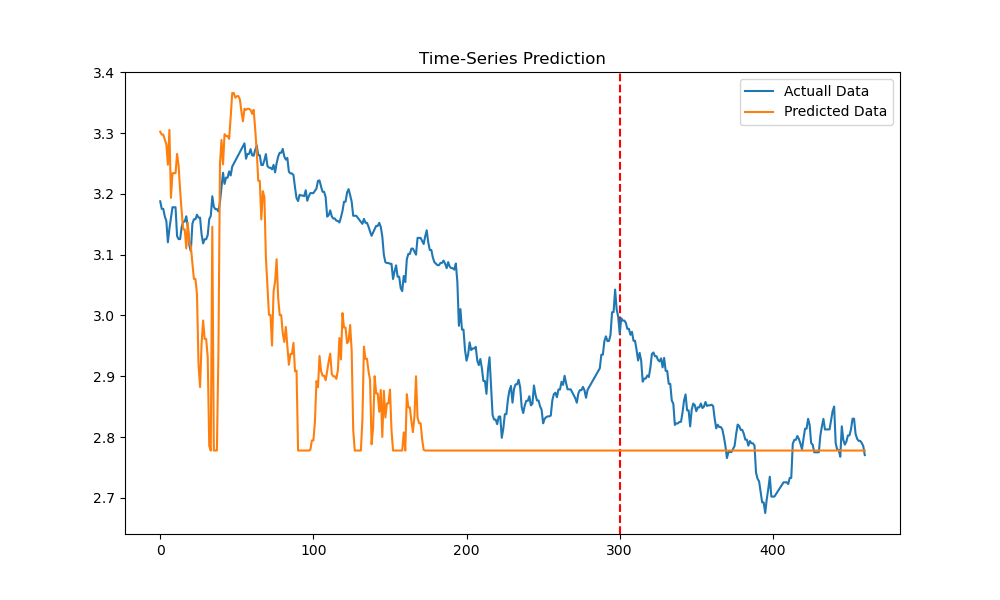 Time-Series Prediction
Actuall Data
Predicted Data
3.4
3.3
3.2
3.1
3.0
2.9
2.8
2.7
0 100 200 300 400